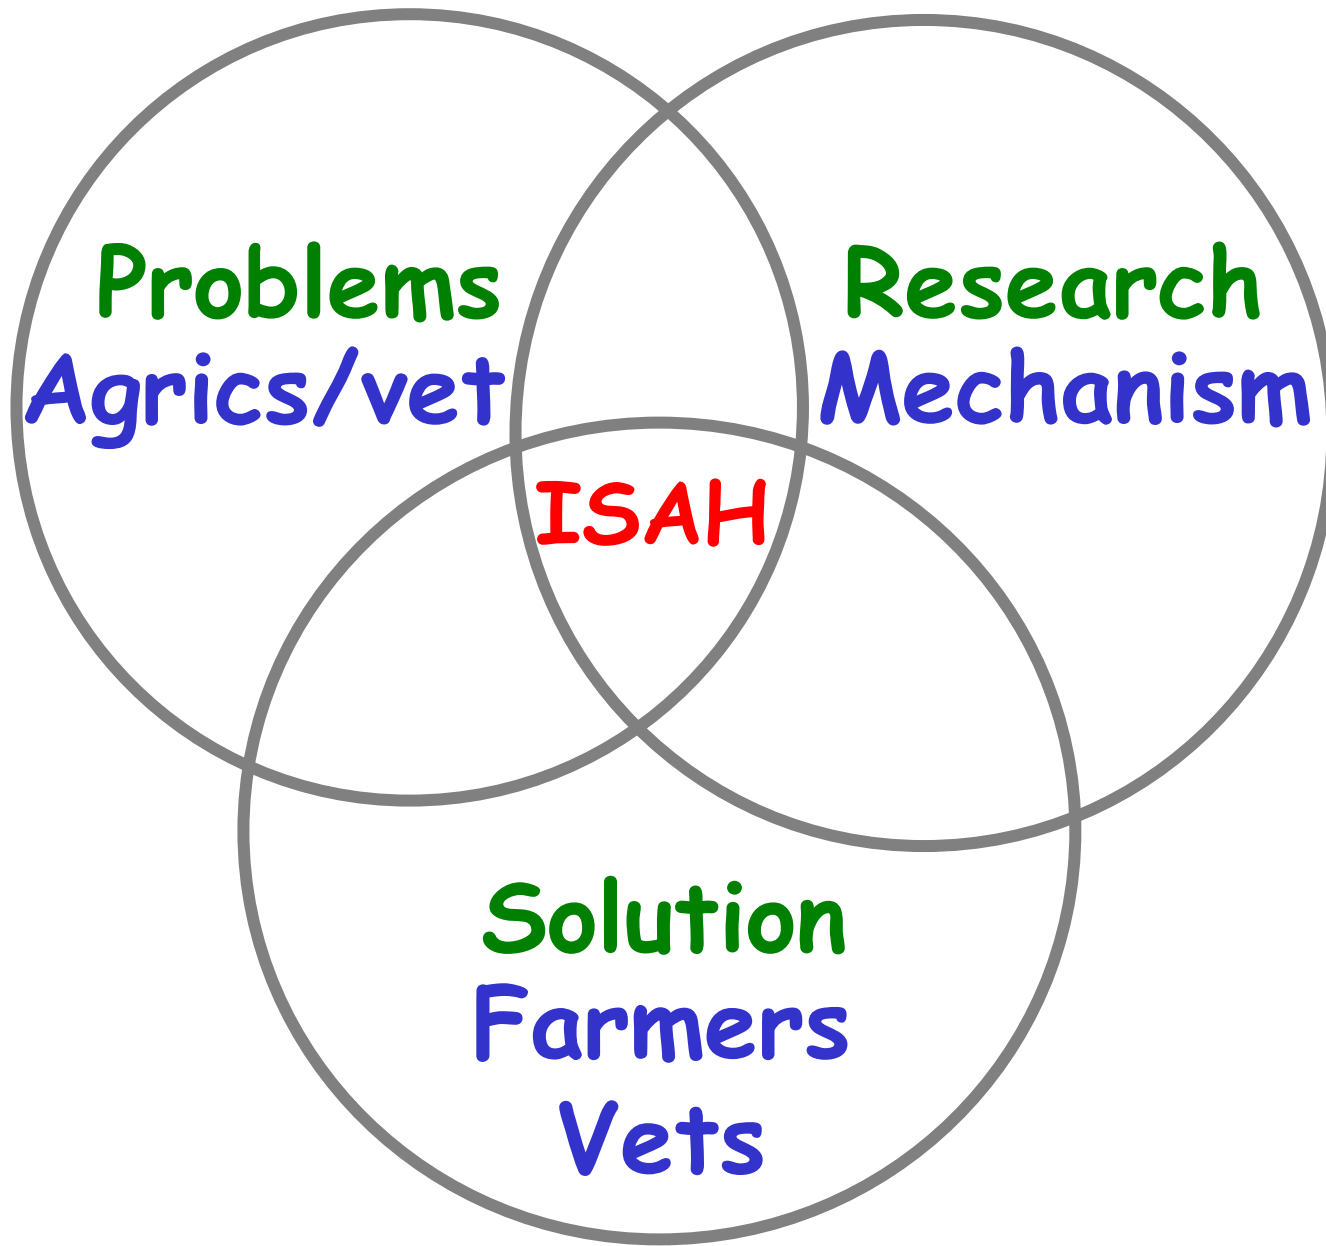 Problems
Agrics/vet
Research
Mechanism
ISAH
Solution
Farmers
Vets